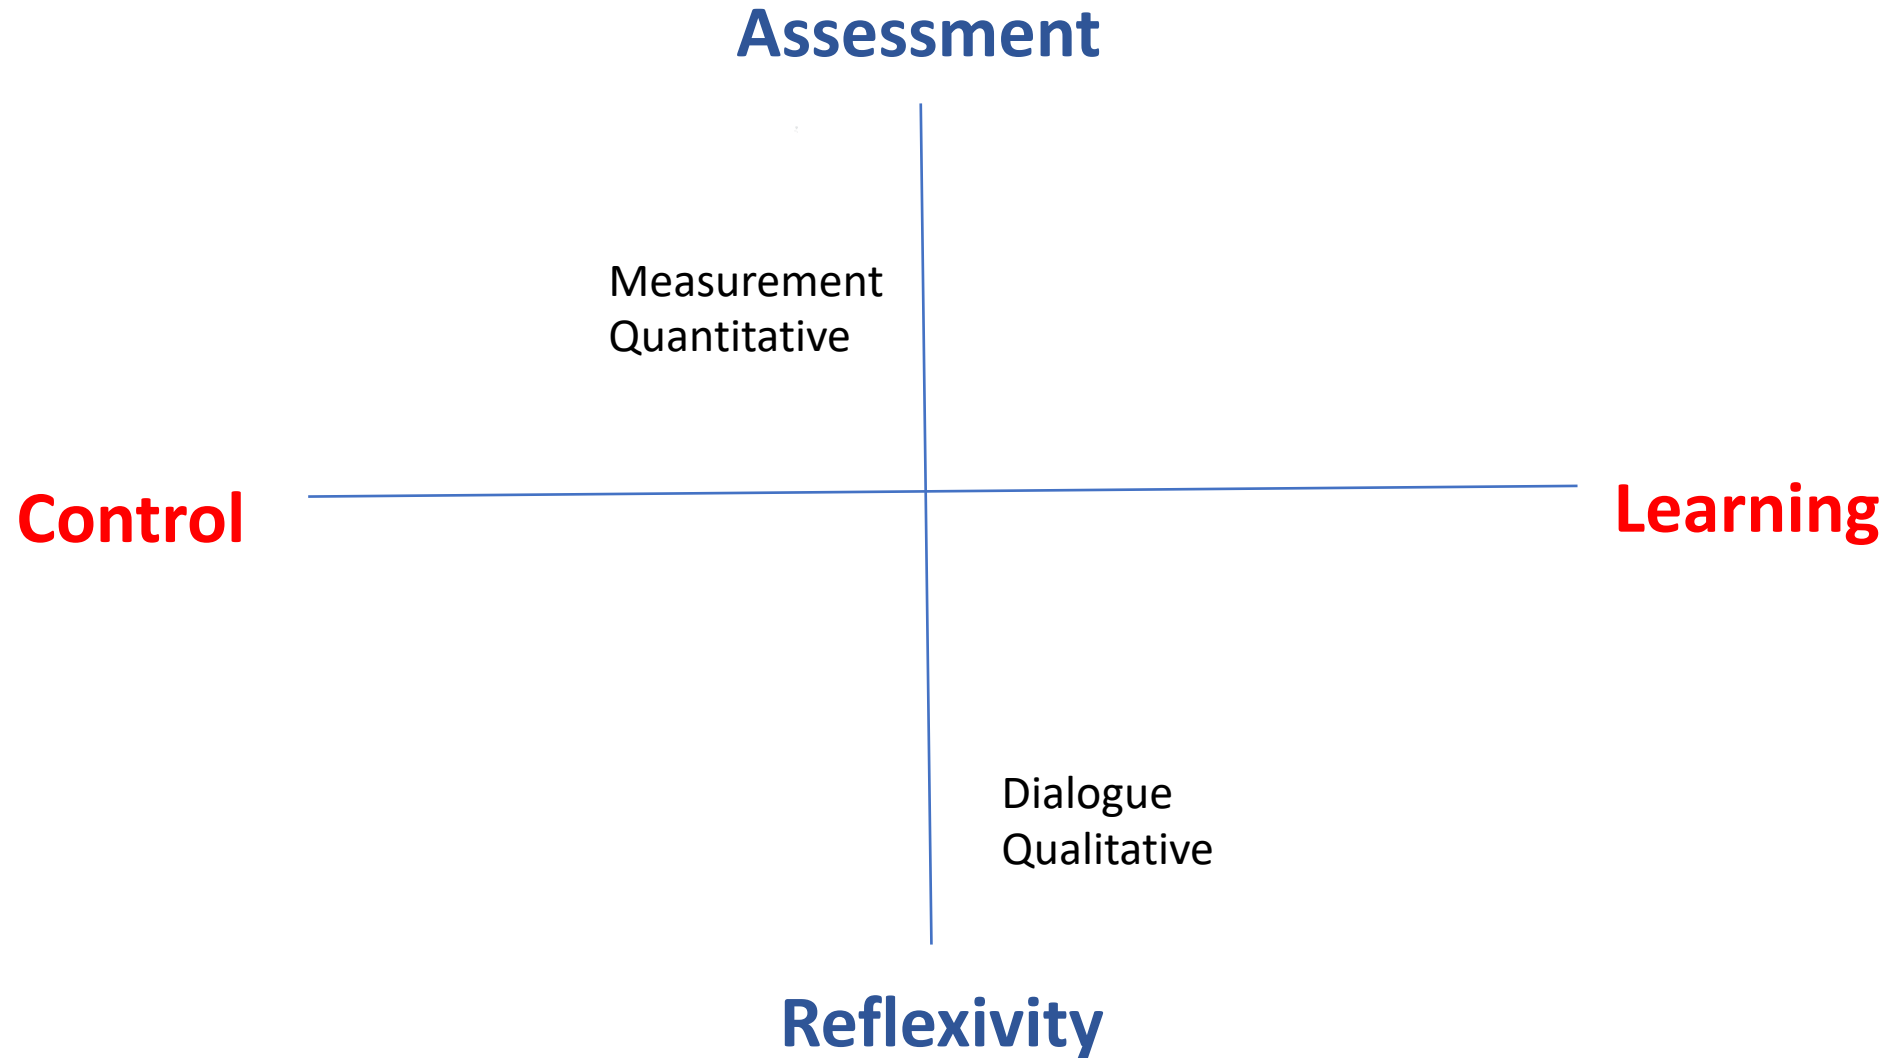 Assessment
Measurement
Quantitative
Control
Learning
Dialogue
Qualitative
Reflexivity